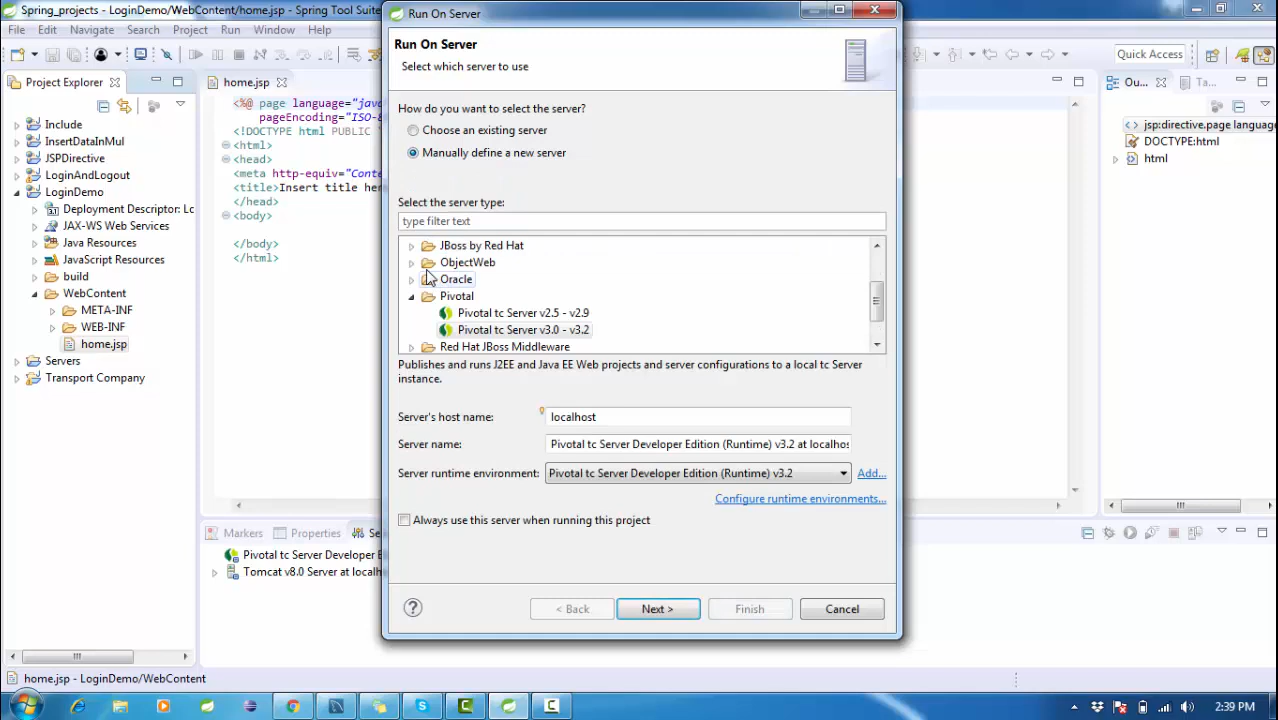 Spring_projects - LoginDemo/WebContent/home.jsp - Spring Tool Suite
File Edit Navigate Search Project Run Window Help
Quick Access
Project Explorer
Include
InsertDataInMul
JSPDirective
LoginAndLogout
LoginDemo
Deployment Descriptor: Lo
JAX-WS Web Services
Java Resources
JavaScript Resources
build
WebContent
META-INF
WEB-INF
home.jsp
Servers
Transport Company
home.jsp
<%@ page language="jav
pageEncoding="ISO-8
<!DOCTYPE html PUBLIC "
<html>
<head>
<meta http-equiv="Conte
<title>Insert title her
</head>
<body>
</body>
</html>
Run On Server
Run On Server
Select which server to use
How do you want to select the server?
Choose an existing server
Manually define a new server
Select the server type:
type filter text
JBoss by Red Hat
ObjectWeb
Oracle
Pivotal
Pivotal tc Server v2.5 - v2.9
Pivotal tc Server v3.0 - v3.2
Red Hat JBoss Middleware
Publishes and runs J2EE and Java EE Web projects and server configurations to a local tc Server
instance.
Server's host name: localhost
Server name: Pivotal tc Server Developer Edition (Runtime) v3.2 at localhos
Server runtime environment: Pivotal tc Server Developer Edition (Runtime) v3.2 Add...
Configure runtime environments...
Always use this server when running this project
< Back Next > Finish Cancel
Ou... Ta...
jsp:directive.page language
DOCTYPE:html
html
Markers Properties Se
Pivotal tc Server Developer E
Tomcat v8.0 Server at localh
home.jsp - LoginDemo/WebContent
2:39 PM